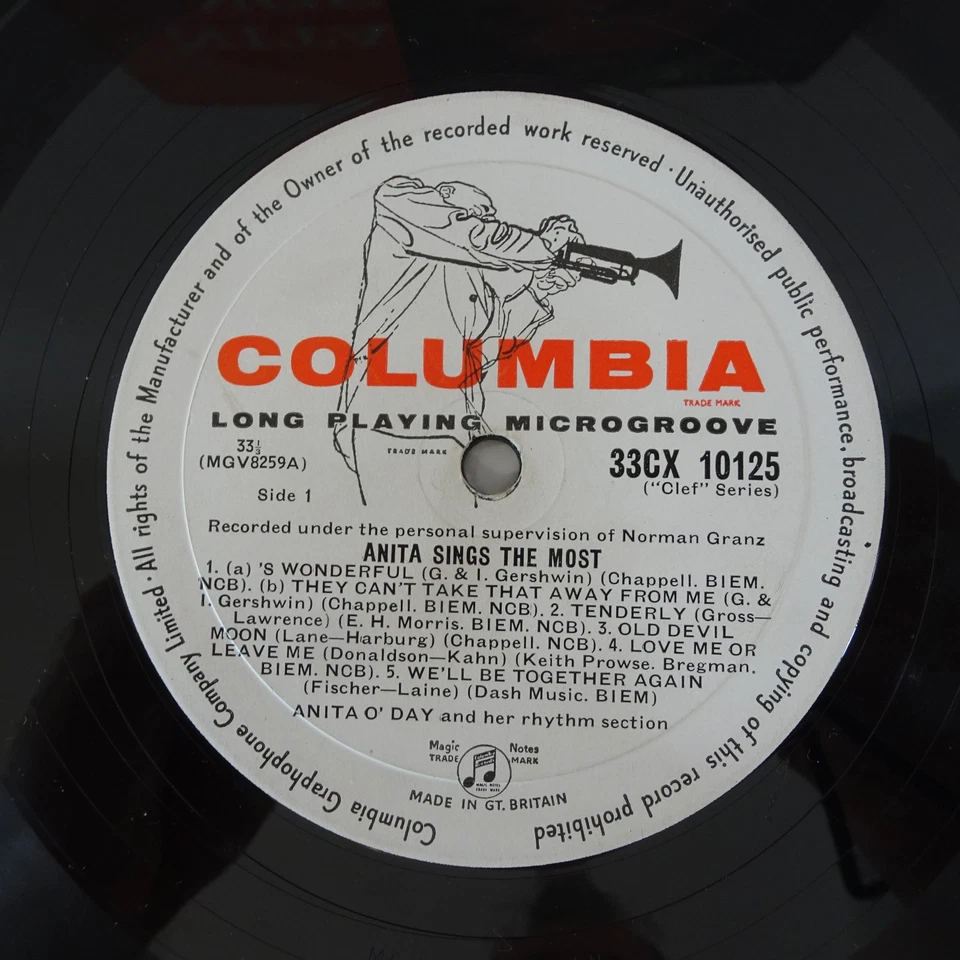 All rights of the Manufacturer and of the Owner of the recorded work reserved · Unauthorised public performance, broadcasting and copying of this record prohibited
COLUMBIA
TRADE MARK
LONG PLAYING MICROGROOVE
TRADE MARK
33⅓
(MGV8259A)
33CX 10125
("Clef" Series)
Side 1
Recorded under the personal supervision of Norman Granz
ANITA SINGS THE MOST
1. (a) 'S WONDERFUL (G. & I. Gershwin) (Chappell. BIEM.
NCB). (b) THEY CAN'T TAKE THAT AWAY FROM ME (G. &
I. Gershwin) (Chappell. BIEM. NCB). 2. TENDERLY (Gross—
Lawrence) (E. H. Morris. BIEM. NCB). 3. OLD DEVIL
MOON (Lane—Harburg) (Chappell. NCB). 4. LOVE ME OR
LEAVE ME (Donaldson—Kahn) (Keith Prowse. Bregman.
BIEM. NCB). 5. WE'LL BE TOGETHER AGAIN
(Fischer—Laine) (Dash Music. BIEM)
ANITA O' DAY and her rhythm section
Magic Notes
TRADE MARK
MADE IN GT. BRITAIN
Columbia Graphophone Company Limited ·